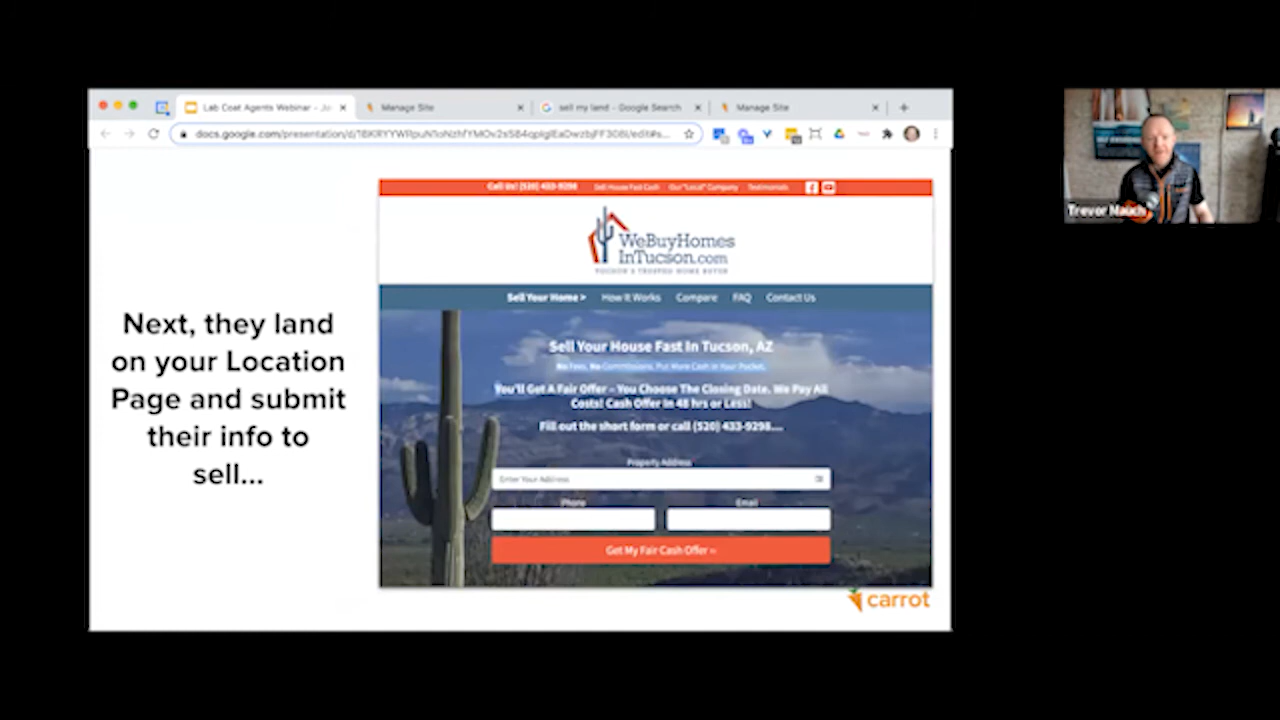 Lab Coat Agents Webinar - Jo
Manage Site
sell my land - Google Search
Manage Site
Call Us! (520) 433-9298
Sell House Fast Cash
Our "Local" Company
Testimonials
WeBuyHomes
InTucson.com
TUCSON'S TRUSTED HOME BUYER
Sell Your Home >
How It Works
Compare
FAQ
Contact Us
Next, they land
on your Location
Page and submit
their info to
sell...
Sell Your House Fast In Tucson, AZ
No Fees. No Commissions. Put More Cash in Your Pocket.
You'll Get A Fair Offer – You Choose The Closing Date. We Pay All
Costs! Cash Offer in 48 hrs or Less!
Fill out the short form or call (520) 433-9298....
Property Address
Enter Your Address
Phone
Email
Get My Fair Cash Offer »
carrot
Trevor Mauch